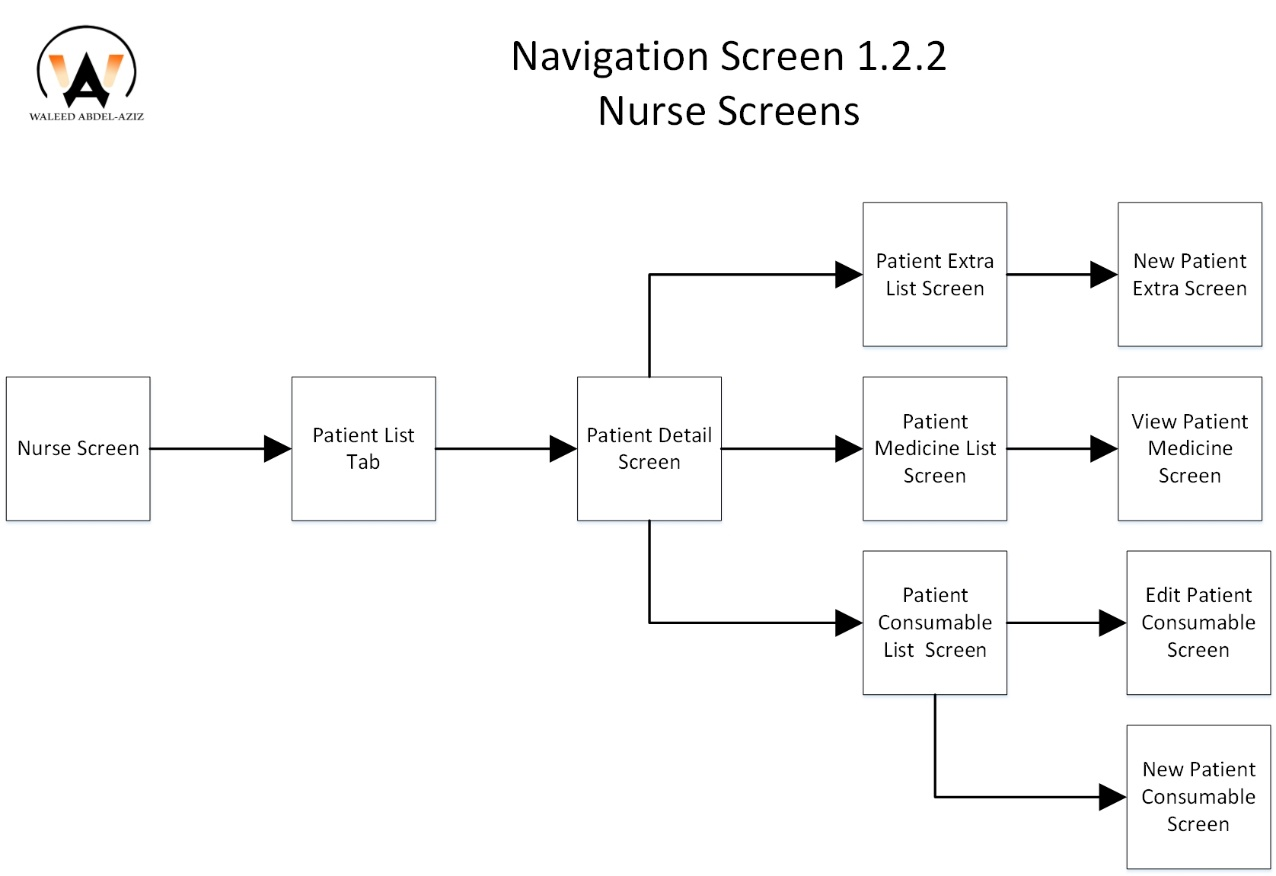 WALEED ABDEL-AZIZ
Navigation Screen 1.2.2
Nurse Screens
Patient Extra
List Screen
New Patient
Extra Screen
Nurse Screen
Patient List
Tab
Patient Detail
Screen
Patient
Medicine List
Screen
View Patient
Medicine
Screen
Patient
Consumable
List  Screen
Edit Patient
Consumable
Screen
New Patient
Consumable
Screen